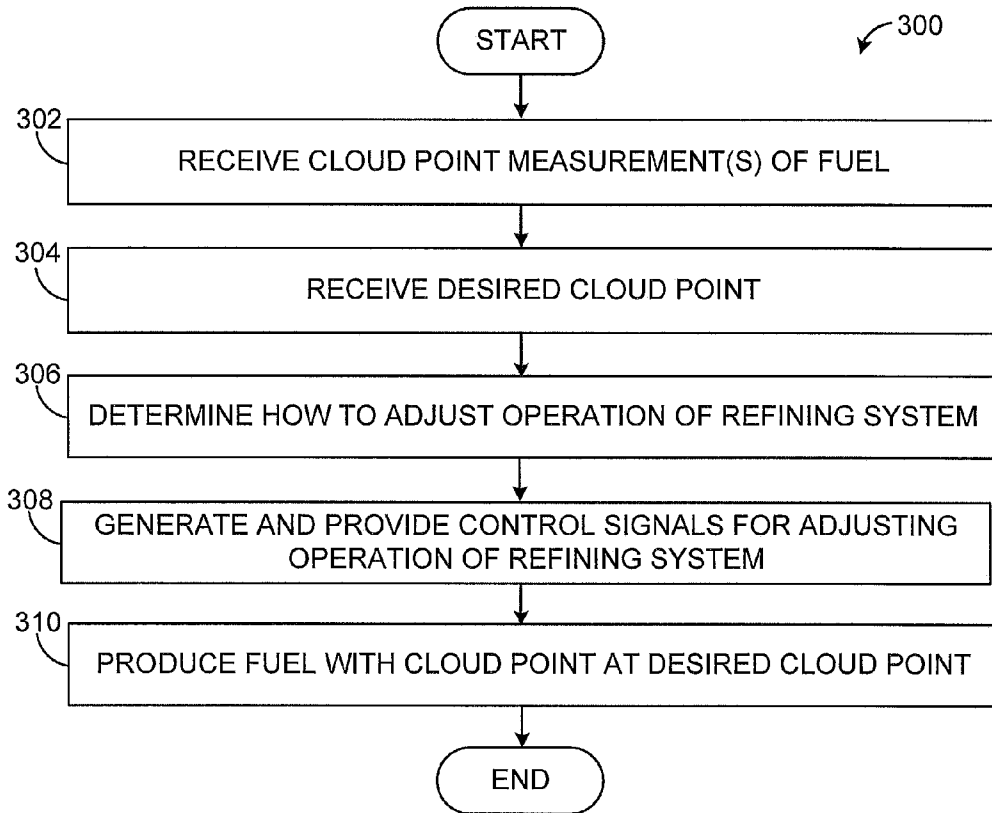 START
300
302
RECEIVE CLOUD POINT MEASUREMENT(S) OF FUEL
304
RECEIVE DESIRED CLOUD POINT
306
DETERMINE HOW TO ADJUST OPERATION OF REFINING SYSTEM
308
GENERATE AND PROVIDE CONTROL SIGNALS FOR ADJUSTING
OPERATION OF REFINING SYSTEM
310
PRODUCE FUEL WITH CLOUD POINT AT DESIRED CLOUD POINT
END